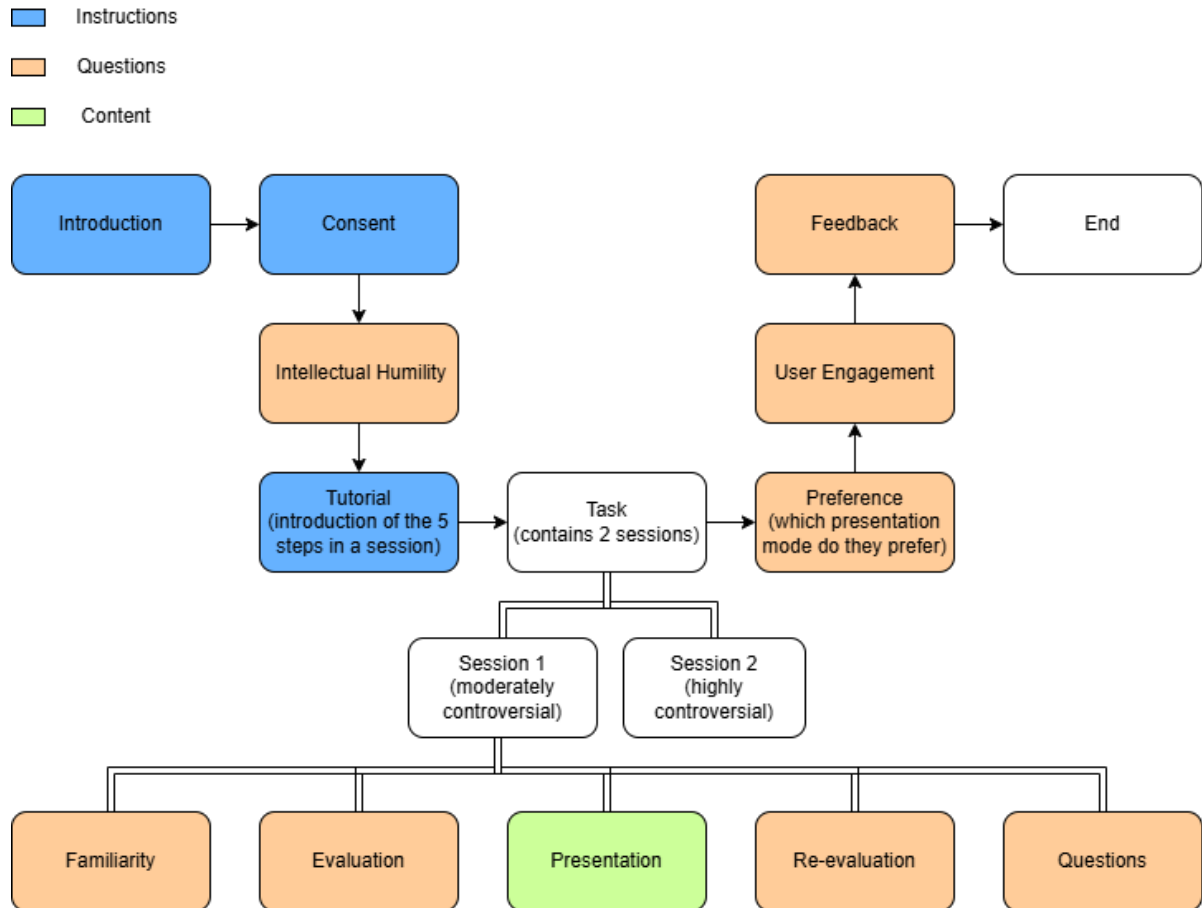 Instructions
Questions
Content
Introduction
Consent
Feedback
End
Intellectual Humility
User Engagement
Tutorial
(introduction of the 5
steps in a session)
Task
(contains 2 sessions)
Preference
(which presentation
mode do they prefer)
Session 1
(moderately
controversial)
Session 2
(highly
controversial)
Familiarity
Evaluation
Presentation
Re-evaluation
Questions